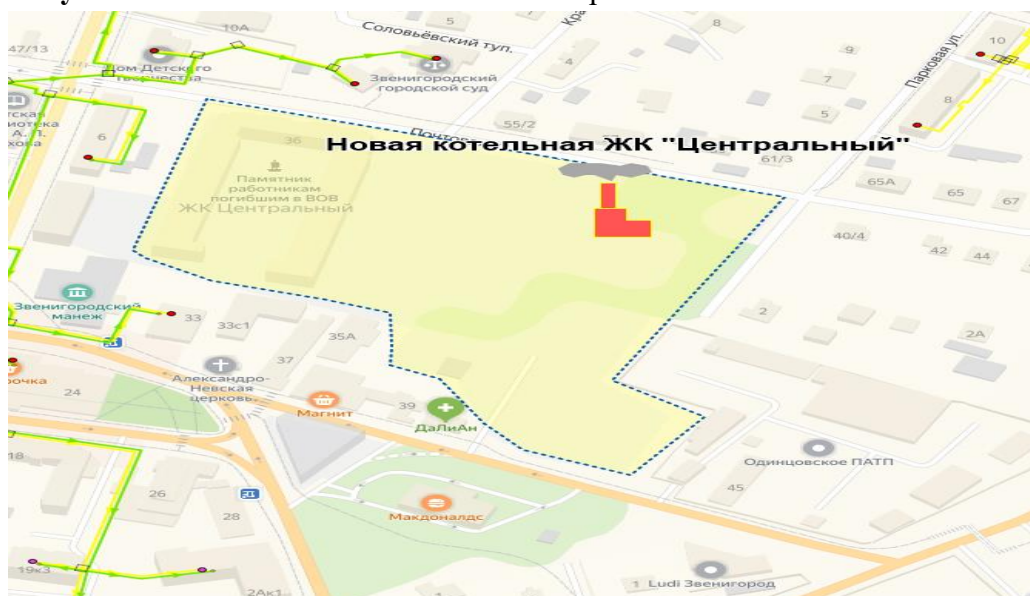 10А
5
Соловьёвский туп.
8
10
47/13
Дом Детского
творчества
Звенигородский
городской суд
4
9
7
5
Парковая ул.
8
6
36
55/2
Новая котельная ЖК "Центральный"
61/3
Памятник
работникам
погибшим в ВОВ
ЖК Центральный
65А
65
67
40/4
42
44
Звенигородский
манеж
33
33с1
35А
37
2
2А
24
Александро-
Невская
церковь
Магнит
39
ДаЛиАн
Одинцовское ПАТП
45
18
26
28
Макдоналдс
19к3
2Ак1
1
Ludi Звенигород